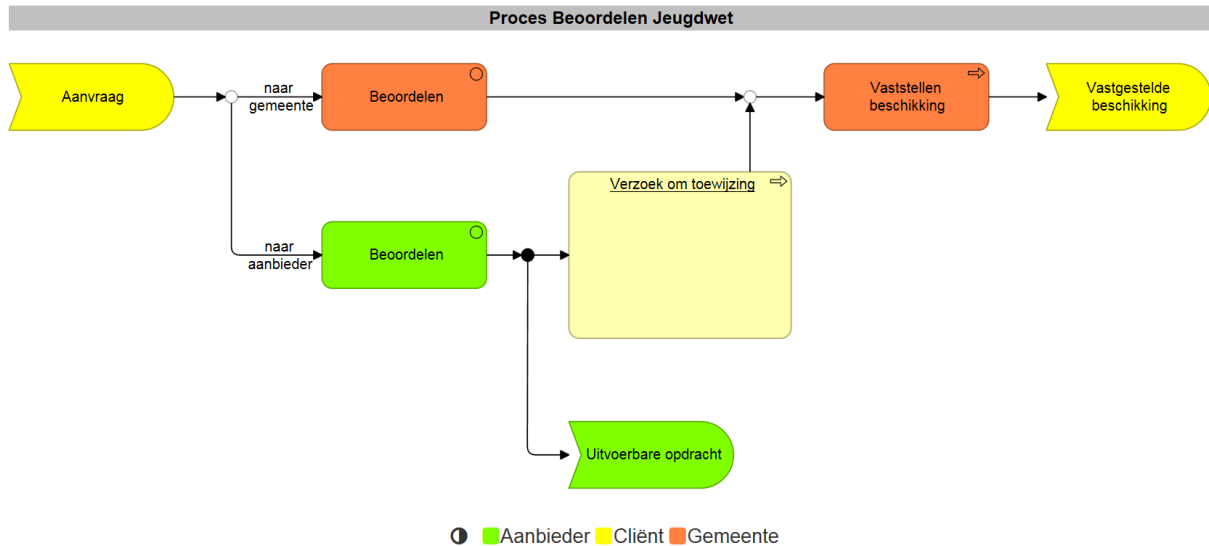 Proces Beoordelen Jeugdwet
Aanvraag
naar
gemeente
Beoordelen
Vaststellen
beschikking
Vastgestelde
beschikking
Verzoek om toewijzing
naar
aanbieder
Beoordelen
Uitvoerbare opdracht
Aanbieder Cliënt Gemeente